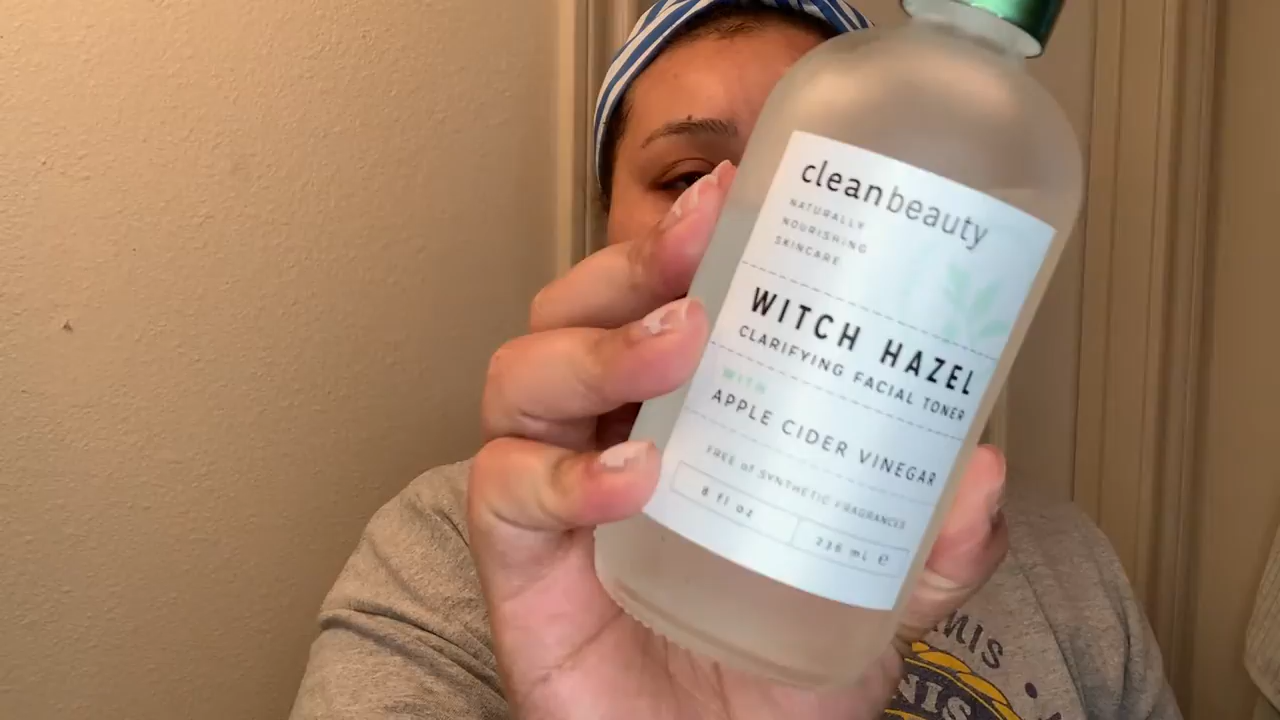 cleanbeauty
NATURALLY
NOURISHING
SKINCARE
WITCH HAZEL
CLARIFYING FACIAL TONER
WITH
APPLE CIDER VINEGAR
FREE of SYNTHETIC FRAGRANCES
8 fl oz
236 mL ℮